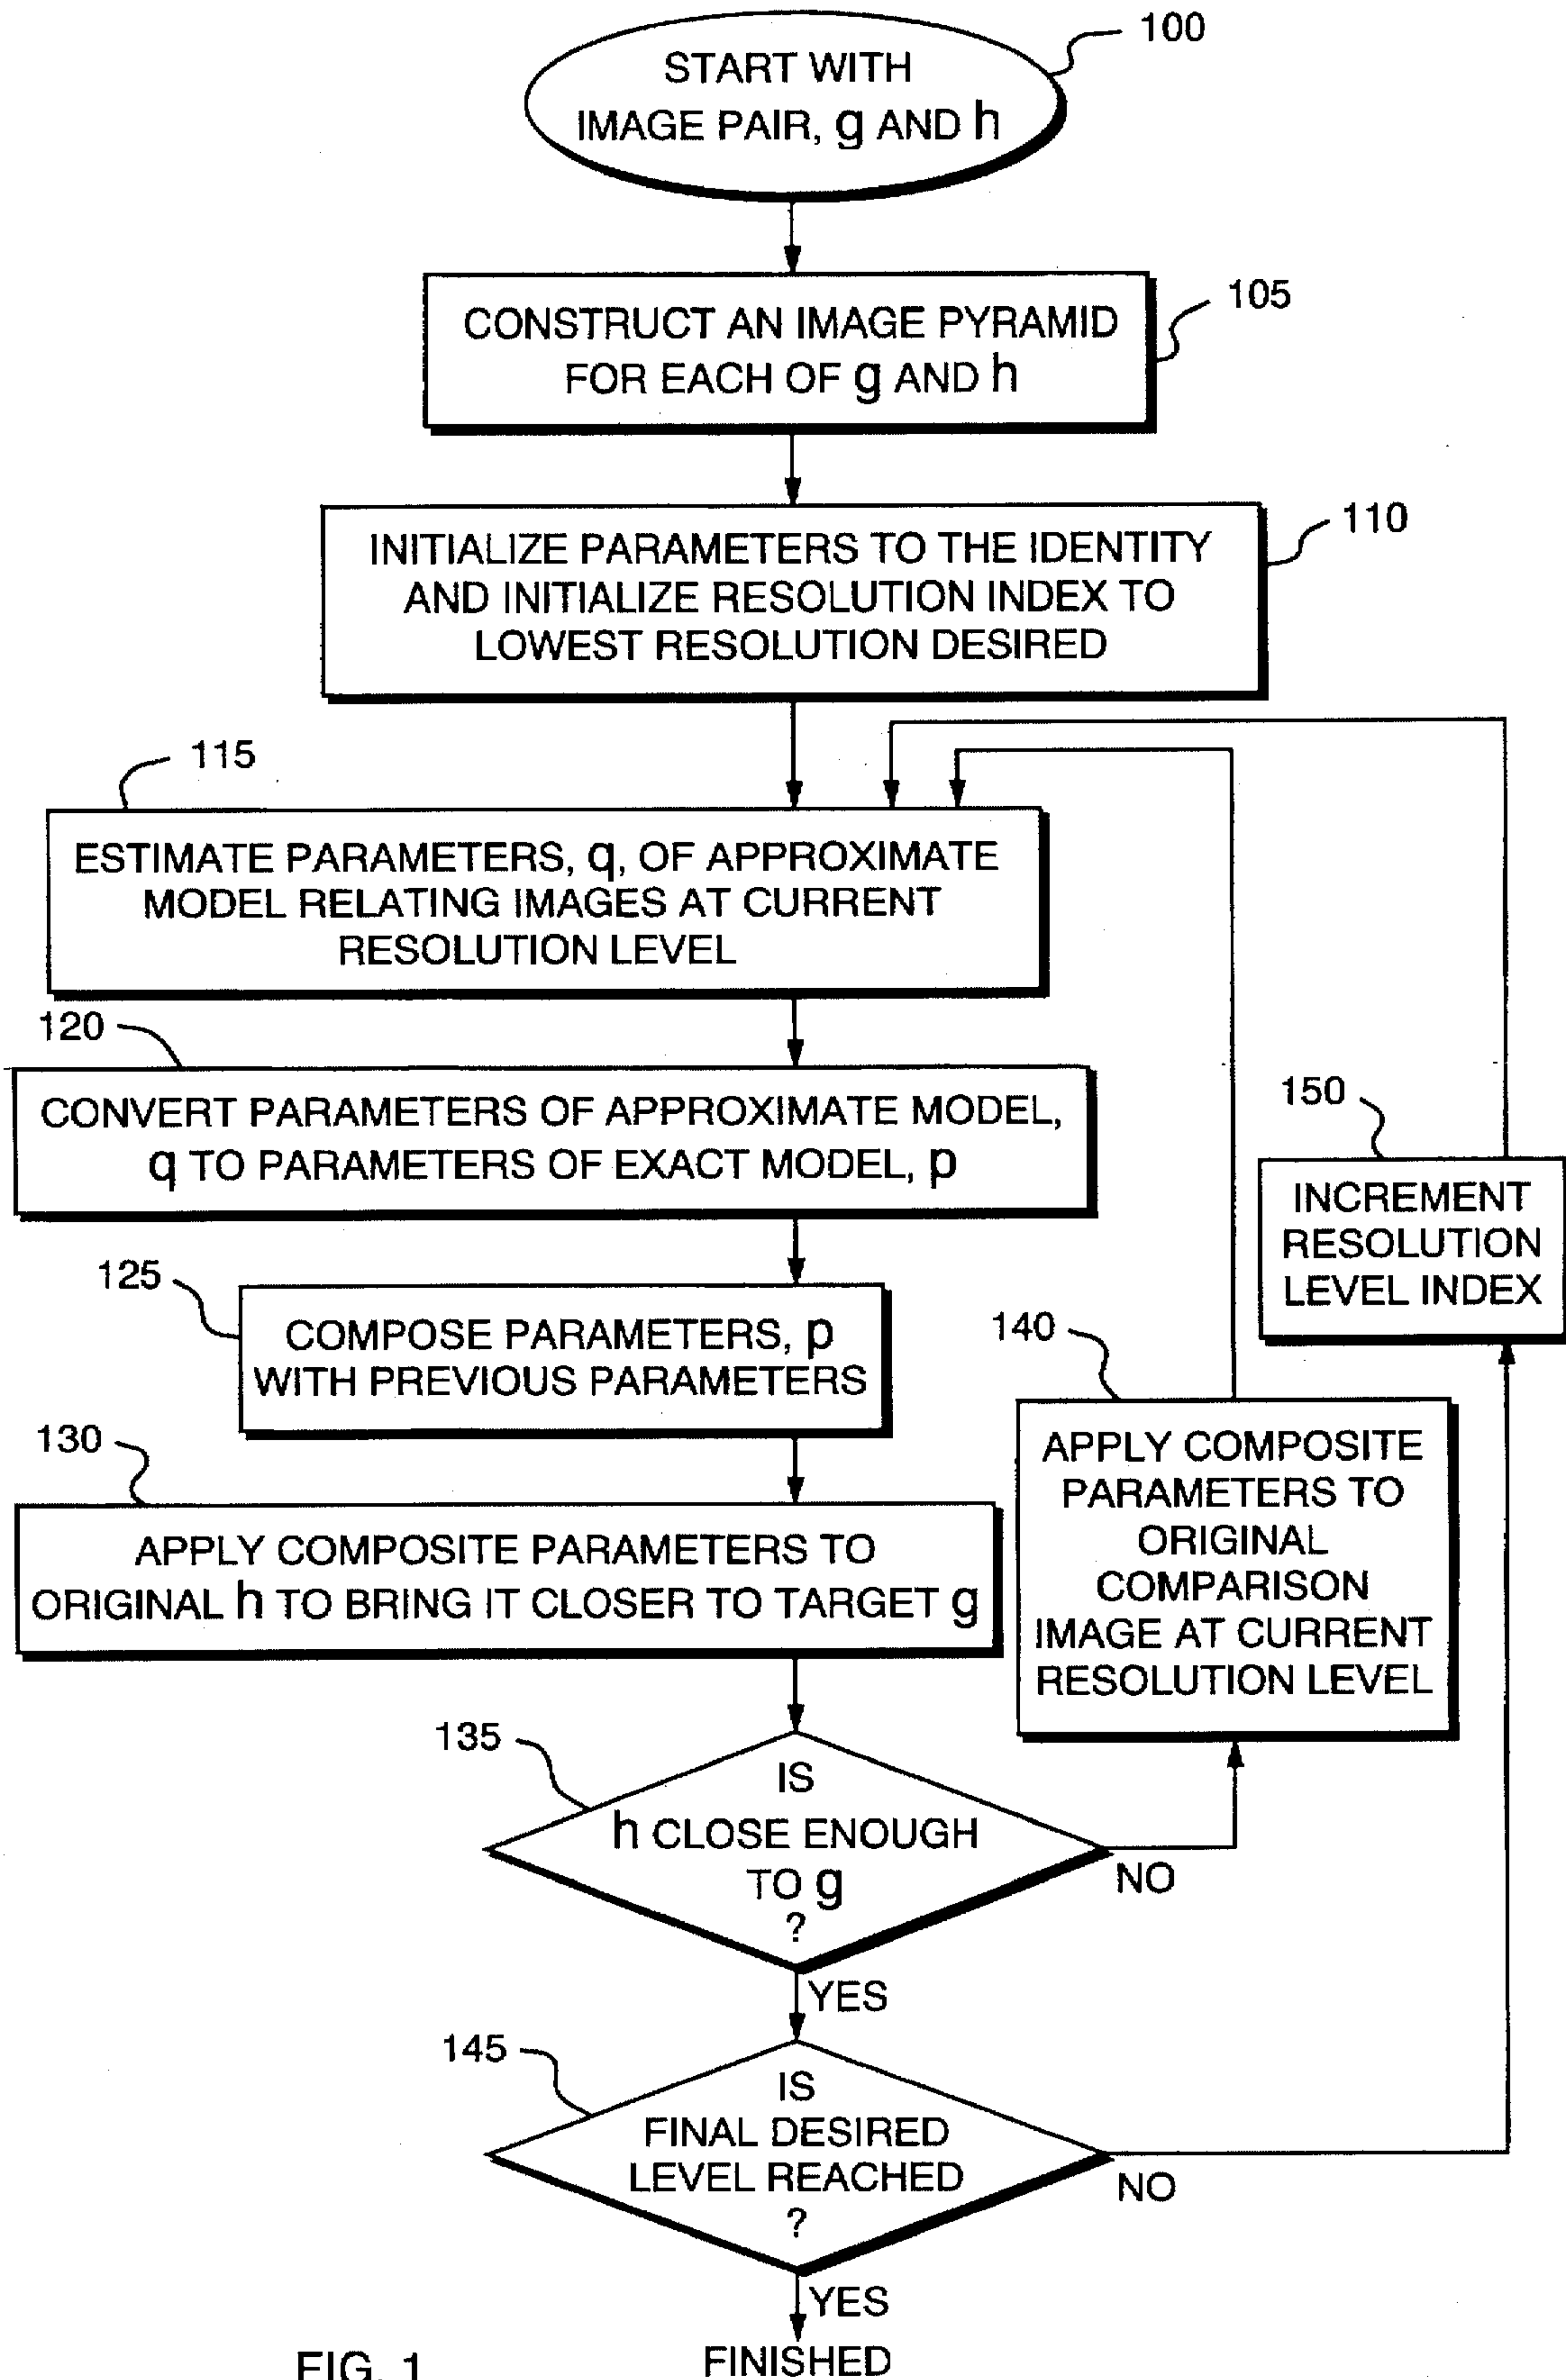 100
START WITH
IMAGE PAIR, g AND h
105
CONSTRUCT AN IMAGE PYRAMID
FOR EACH OF g AND h
110
INITIALIZE PARAMETERS TO THE IDENTITY
AND INITIALIZE RESOLUTION INDEX TO
LOWEST RESOLUTION DESIRED
115
ESTIMATE PARAMETERS, q, OF APPROXIMATE
MODEL RELATING IMAGES AT CURRENT
RESOLUTION LEVEL
120
CONVERT PARAMETERS OF APPROXIMATE MODEL,
q TO PARAMETERS OF EXACT MODEL, p
125
COMPOSE PARAMETERS, p
WITH PREVIOUS PARAMETERS
130
APPLY COMPOSITE PARAMETERS TO
ORIGINAL h TO BRING IT CLOSER TO TARGET g
135
IS
h CLOSE ENOUGH
TO g
?
NO
YES
140
APPLY COMPOSITE
PARAMETERS TO
ORIGINAL
COMPARISON
IMAGE AT CURRENT
RESOLUTION LEVEL
145
IS
FINAL DESIRED
LEVEL REACHED
?
NO
YES
150
INCREMENT
RESOLUTION
LEVEL INDEX
FINISHED
FIG. 1